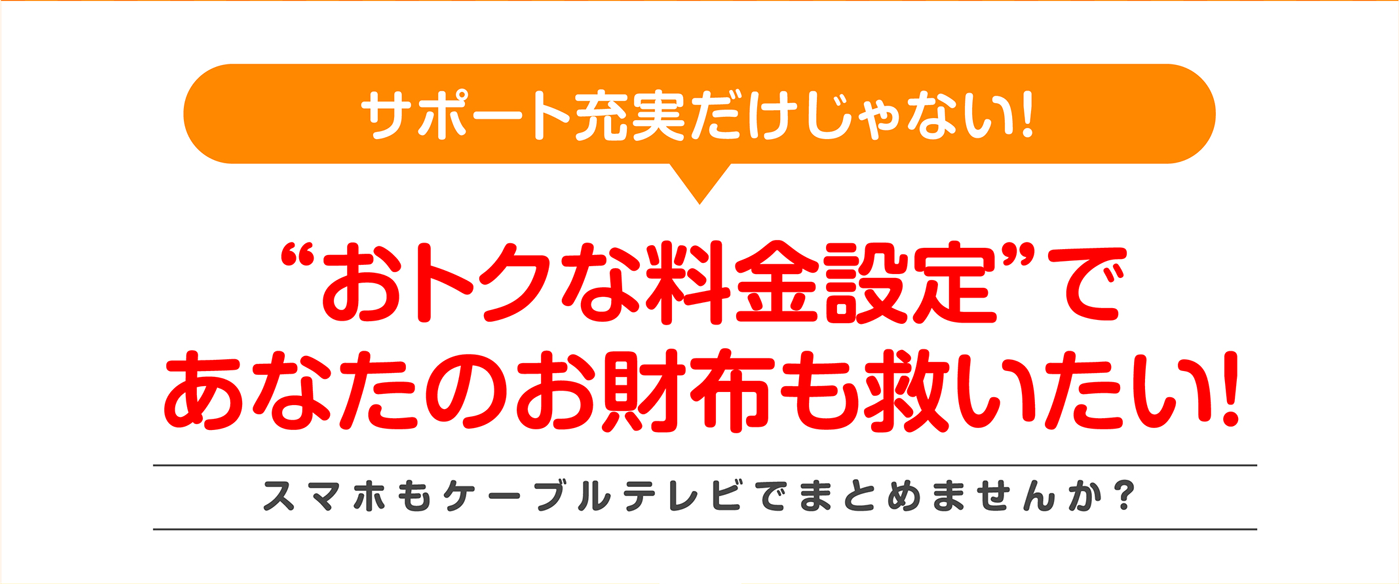 サポート充実だけじゃない!
“おトクな料金設定”で
あなたのお財布も救いたい!
スマホもケーブルテレビでまとめませんか?